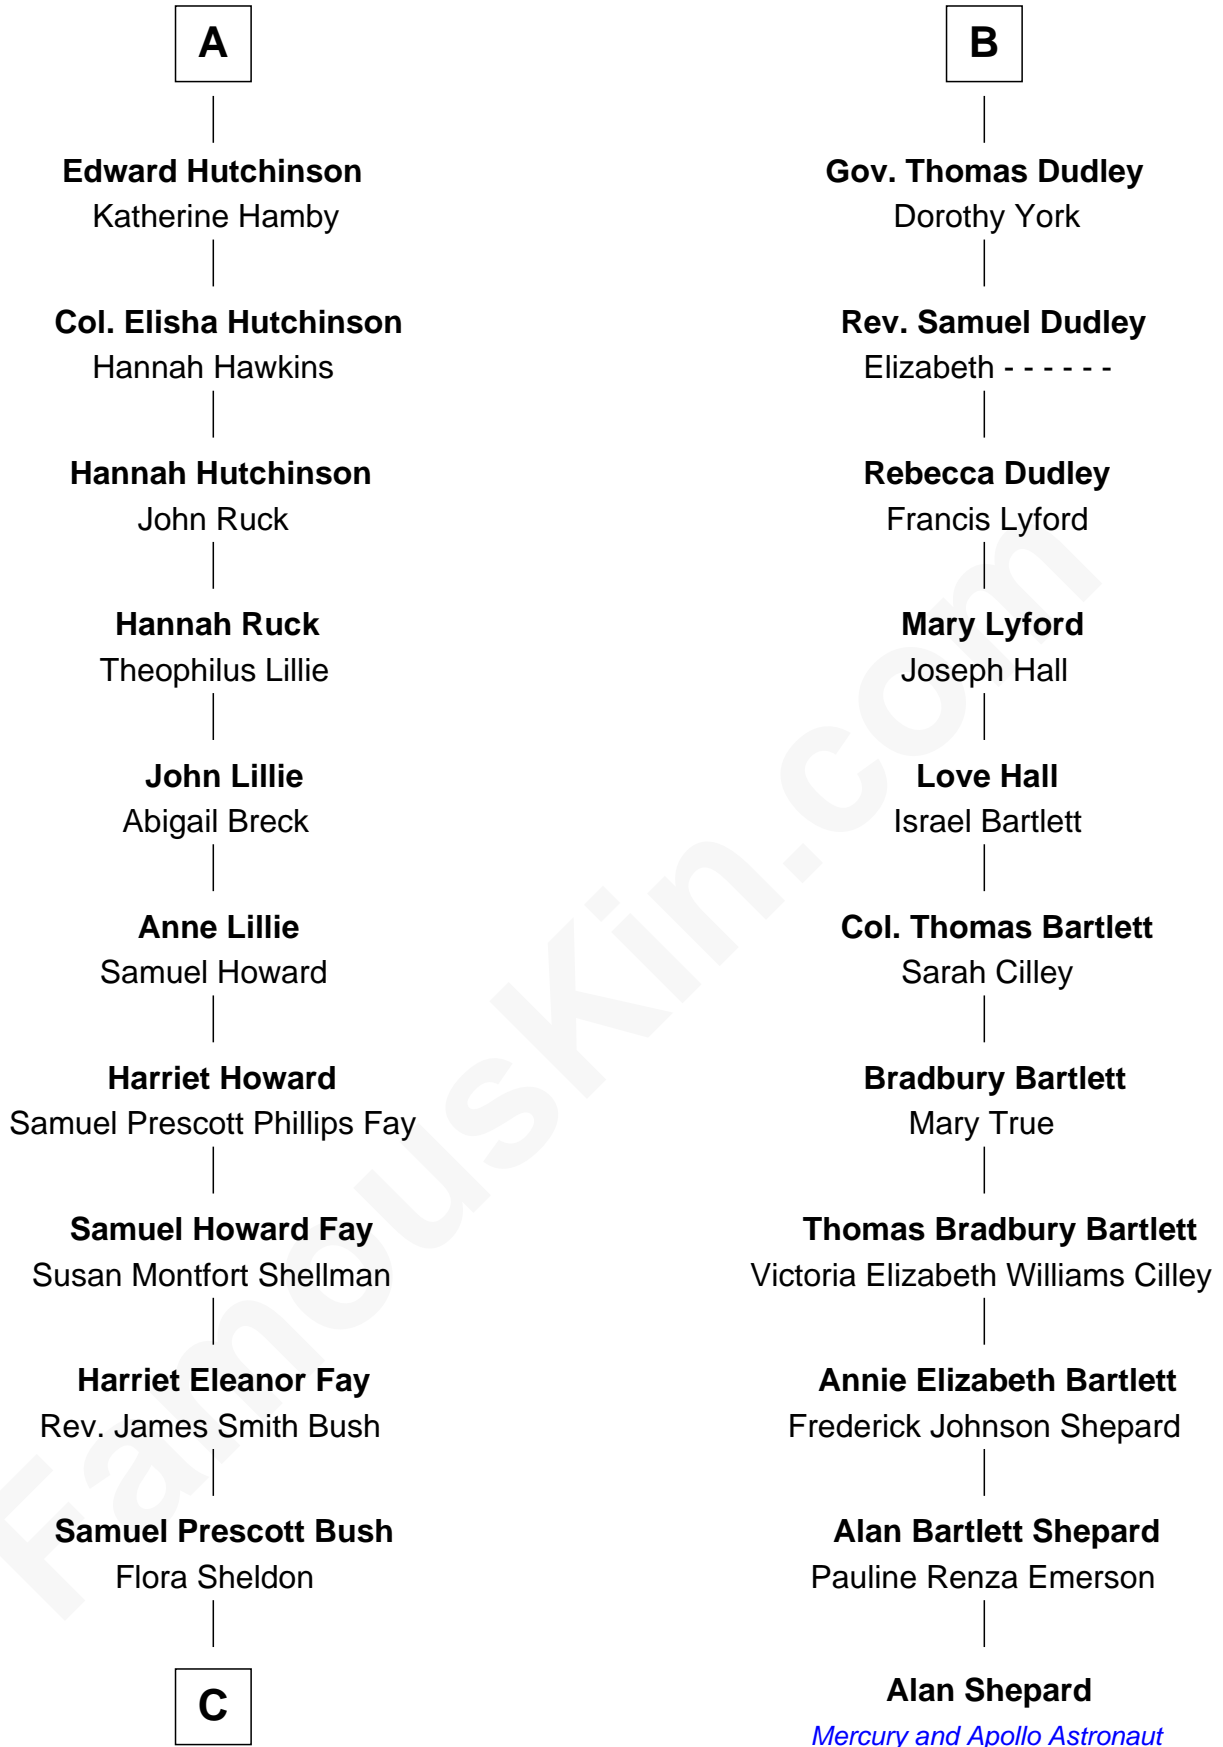 A
Edward Hutchinson
Katherine Hamby
Col. Elisha Hutchinson
Hannah Hawkins
Hannah Hutchinson
John Ruck
Hannah Ruck
Theophilus Lillie
John Lillie
Abigail Breck
Anne Lillie
Samuel Howard
Harriet Howard
Samuel Prescott Phillips Fay
Samuel Howard Fay
Susan Montfort Shellman
Harriet Eleanor Fay
Rev. James Smith Bush
Samuel Prescott Bush
Flora Sheldon
C
B
Gov. Thomas Dudley
Dorothy York
Rev. Samuel Dudley
Elizabeth - - - - - -
Rebecca Dudley
Francis Lyford
Mary Lyford
Joseph Hall
Love Hall
Israel Bartlett
Col. Thomas Bartlett
Sarah Cilley
Bradbury Bartlett
Mary True
Thomas Bradbury Bartlett
Victoria Elizabeth Williams Cilley
Annie Elizabeth Bartlett
Frederick Johnson Shepard
Alan Bartlett Shepard
Pauline Renza Emerson
Alan Shepard
Mercury and Apollo Astronaut
FamousKin.com